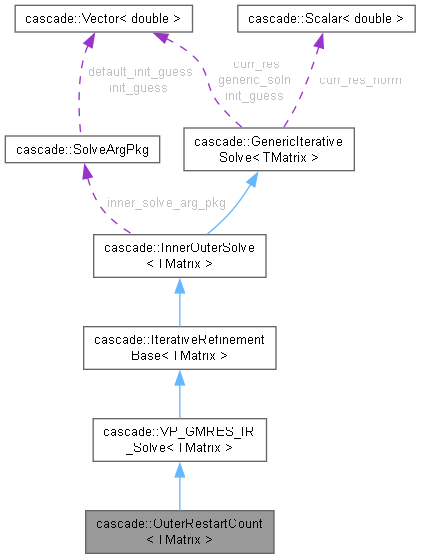 cascade::Vector< double >
cascade::Scalar< double >
default_init_guess
init_guess
curr_res
generic_soln
init_guess
curr_res_norm
cascade::SolveArgPkg
cascade::GenericIterative
Solve< TMatrix >
inner_solve_arg_pkg
cascade::InnerOuterSolve
< TMatrix >
cascade::IterativeRefinement
Base< TMatrix >
cascade::VP_GMRES_IR
_Solve< TMatrix >
cascade::OuterRestartCount
< TMatrix >